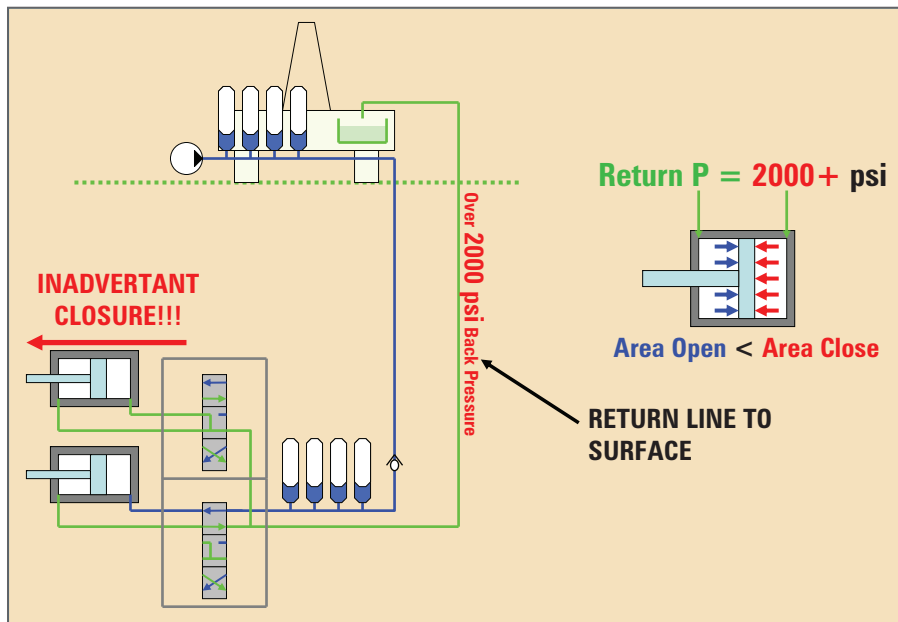 Return P = 2000+ psi
Over 2000 psi Back Pressure
INADVERTANT
CLOSURE!!!
Area Open < Area Close
RETURN LINE TO
SURFACE